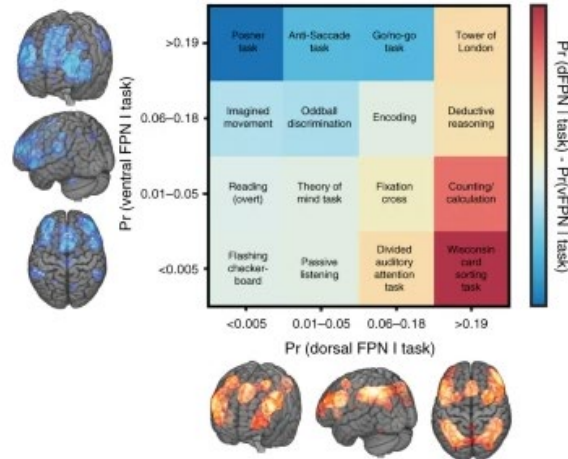 Pr (ventral FPN I task)
>0.19
0.06–0.18
0.01–0.05
<0.005
Posner
task
Anti-Saccade
task
Go/no-go
task
Tower of
London
Imagined
movement
Oddball
discrimination
Encoding
Deductive
reasoning
Reading
(overt)
Theory of
mind task
Fixation
cross
Counting/
calculation
Flashing
checker-
board
Passive
listening
Divided
auditory
attention
task
Wisconsin
card
sorting
task
<0.005
0.01–0.05
0.06–0.18
>0.19
Pr (dorsal FPN I task)
Pr (dFPN I task) - Pr(vFPN I task)